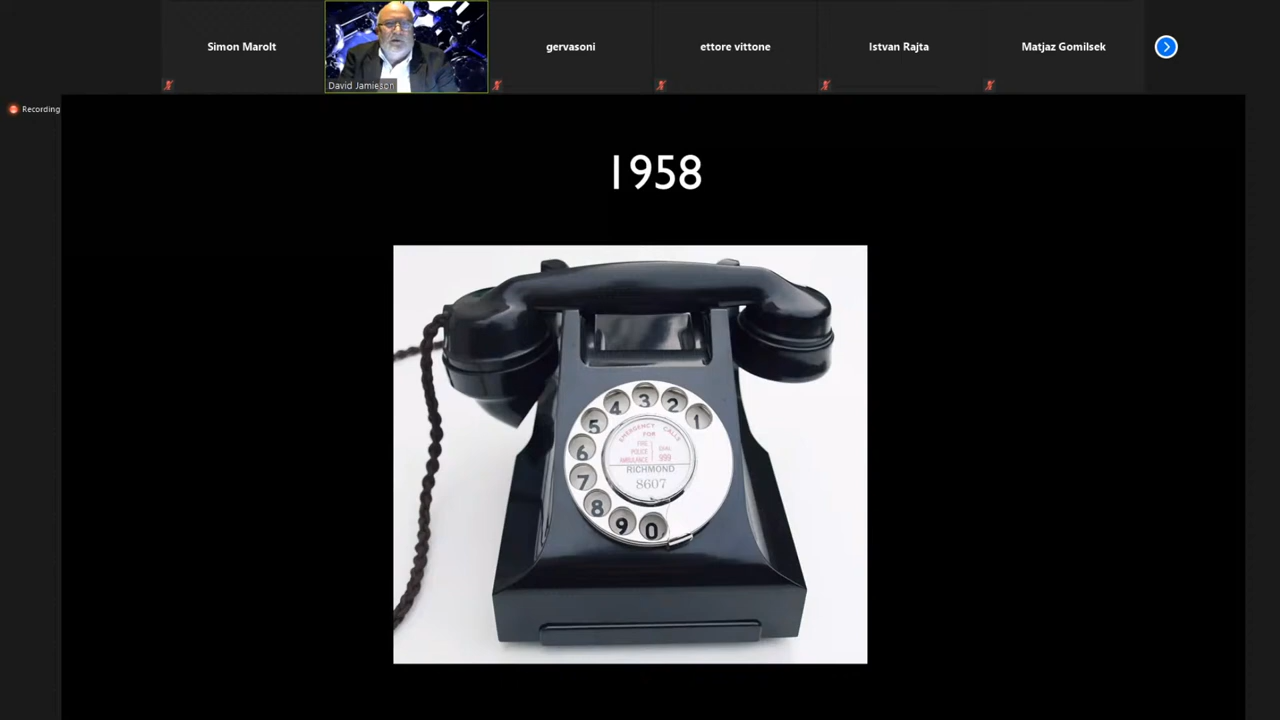 Simon Marolt
David Jamieson
gervasoni
ettore vittone
Istvan Rajta
Matjaz Gomilsek
Recording
1958
1
2
3
4
5
6
7
8
9
0
EMERGENCY CALLS
FOR
FIRE
POLICE
AMBULANCE
DIAL
999
RICHMOND
8607